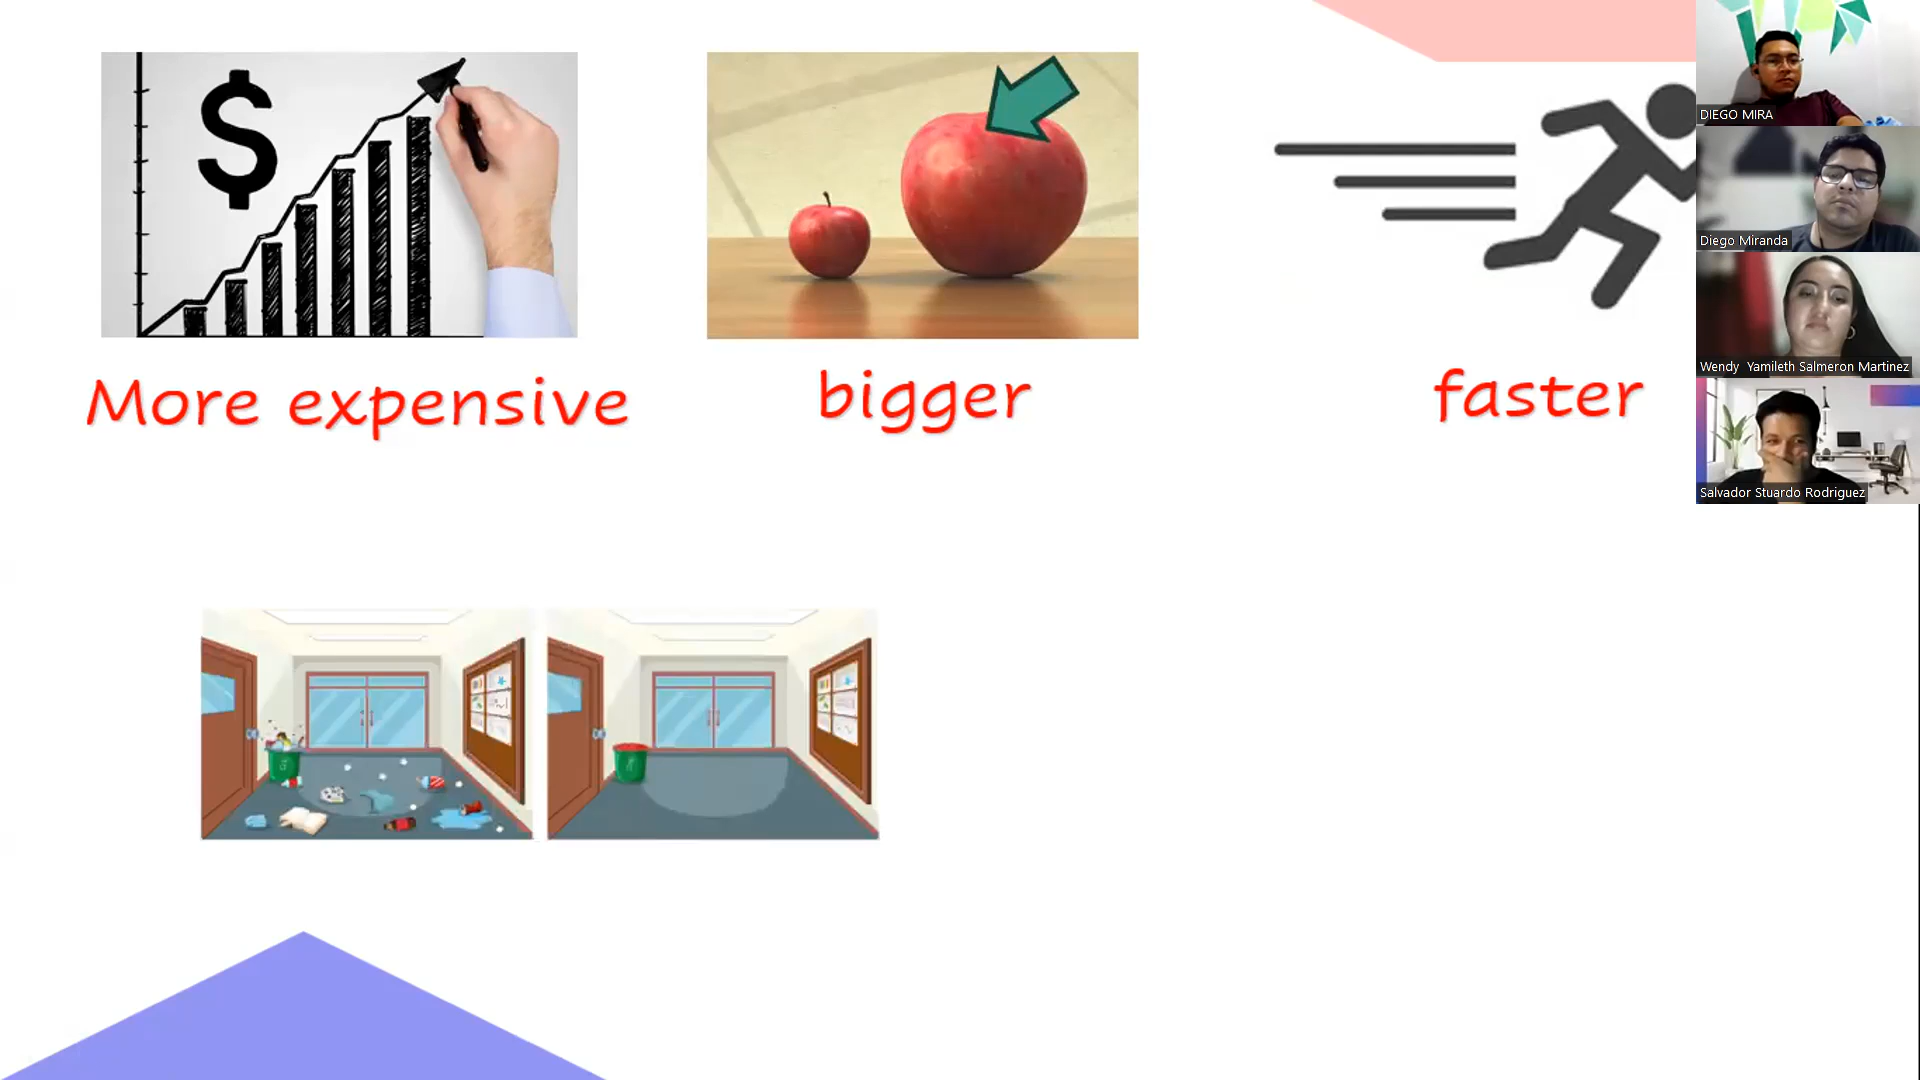 More expensive
bigger
faster
DIEGO MIRA
Diego Miranda
Wendy Yamileth Salmeron Martinez
Salvador Stuardo Rodriguez
$